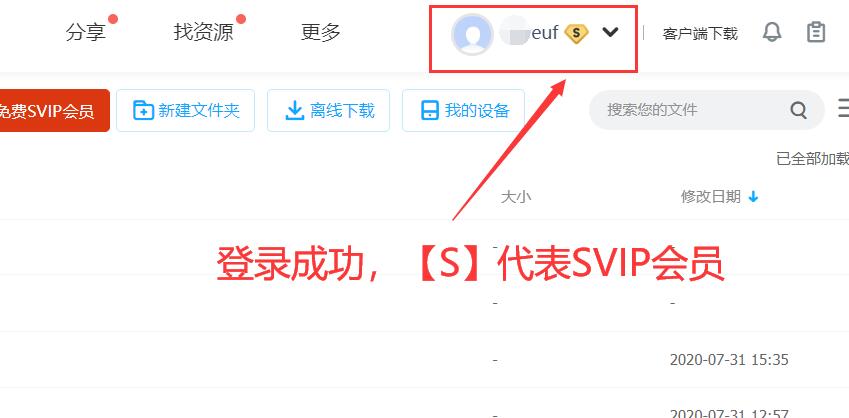 分享 找资源 更多 euf S 客户端下载
免费SVIP会员 新建文件夹 离线下载 我的设备 搜索您的文件
已全部加载
大小 修改日期
登录成功，【S】代表SVIP会员
- -
- -
- 2020-07-31 15:35
- 2020-07-31 12:57